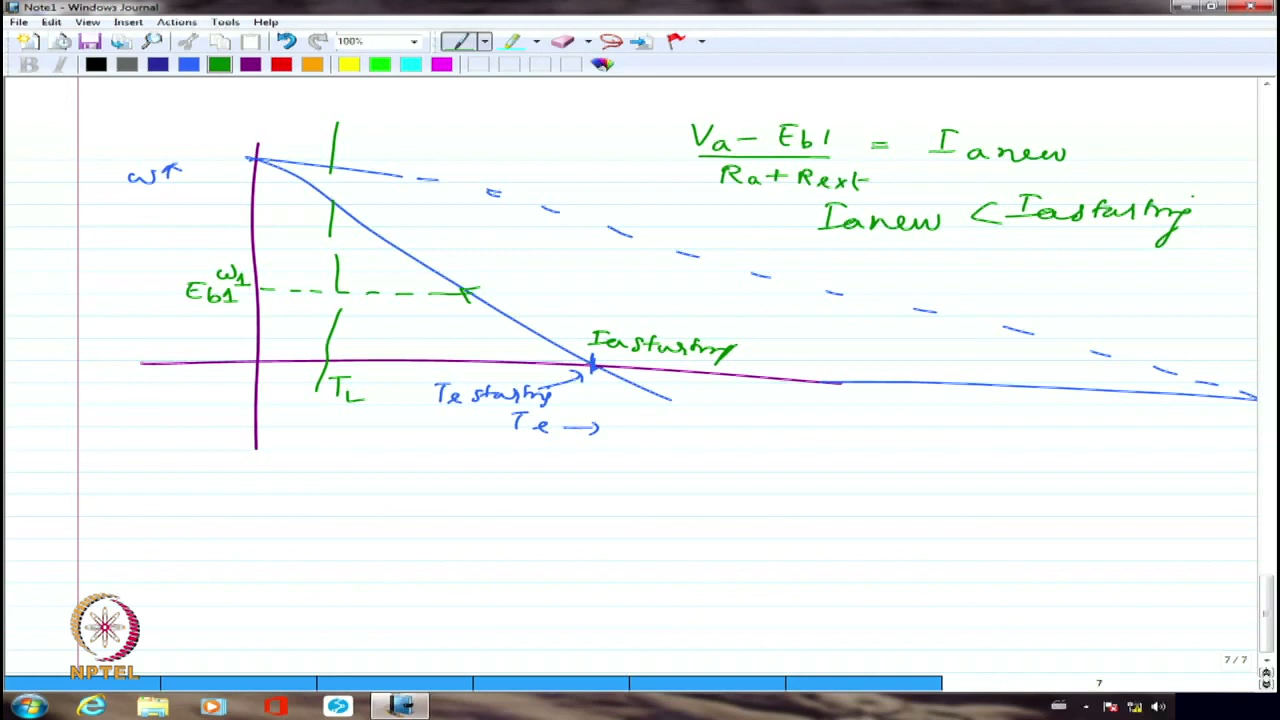 Note1 - Windows Journal
File Edit View Insert Actions Tools Help
100%
B I
Va - Eb1 = Ianew
Ra + Rext
Ianew < Iastarting
ω↑
ω1
Eb1
Iastarting
TL
Te starting
Te →
NPTEL
7 / 7
7